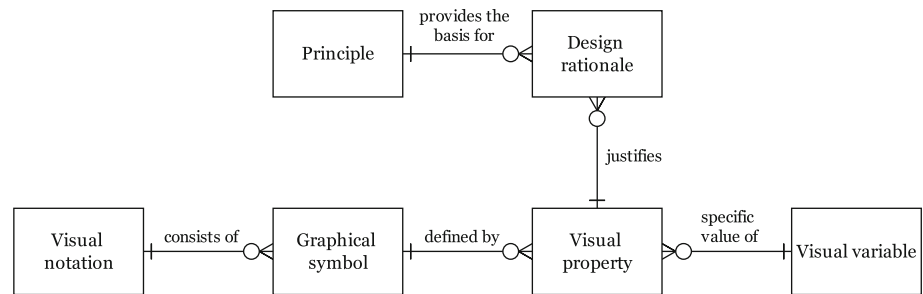 Principle
provides the
basis for
Design
rationale
justifies
Visual
notation
consists of
Graphical
symbol
defined by
Visual
property
specific
value of
Visual variable